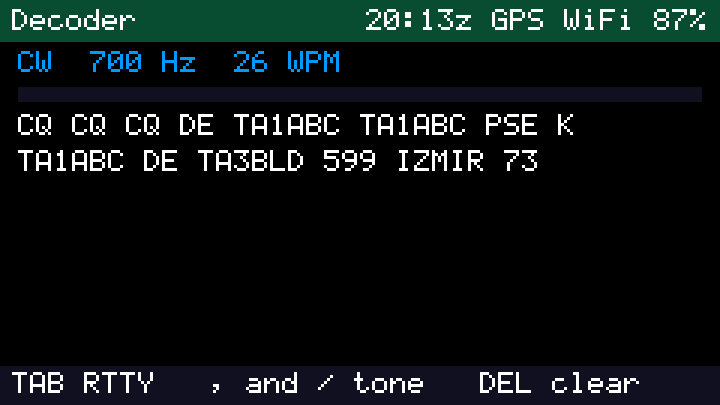 Decoder 20:13z GPS WiFi 87%
CW 700 Hz 26 WPM
CQ CQ CQ DE TA1ABC TA1ABC PSE K
TA1ABC DE TA3BLD 599 IZMIR 73
TAB RTTY , and / tone DEL clear